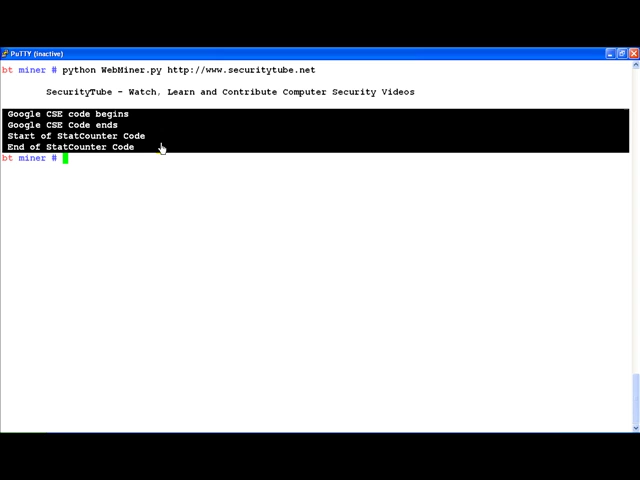 PuTTY (inactive)
bt miner # python WebMiner.py http://www.securitytube.net
SecurityTube - Watch, Learn and Contribute Computer Security Videos
Google CSE code begins
Google CSE Code ends
Start of StatCounter Code
End of StatCounter Code
bt miner #